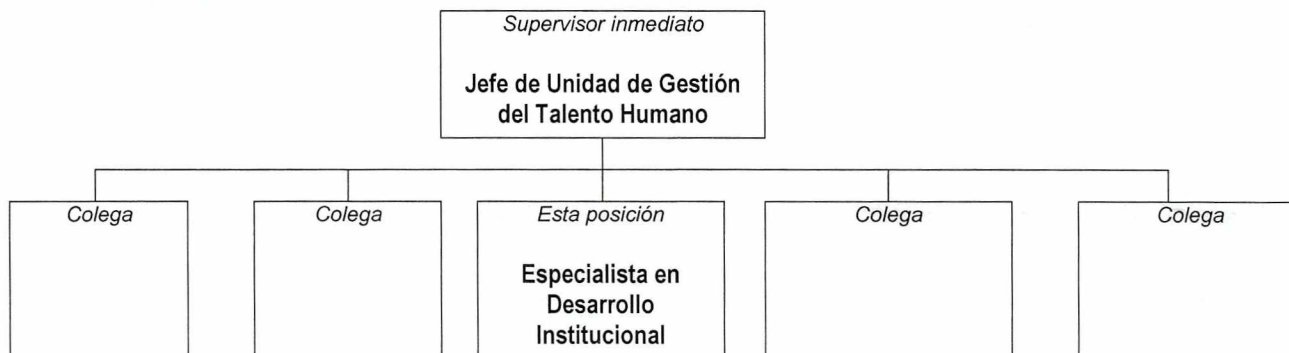 Supervisor inmediato
Jefe de Unidad de Gestión
del Talento Humano
Colega
Colega
Esta posición
Colega
Colega
Especialista en
Desarrollo
Institucional